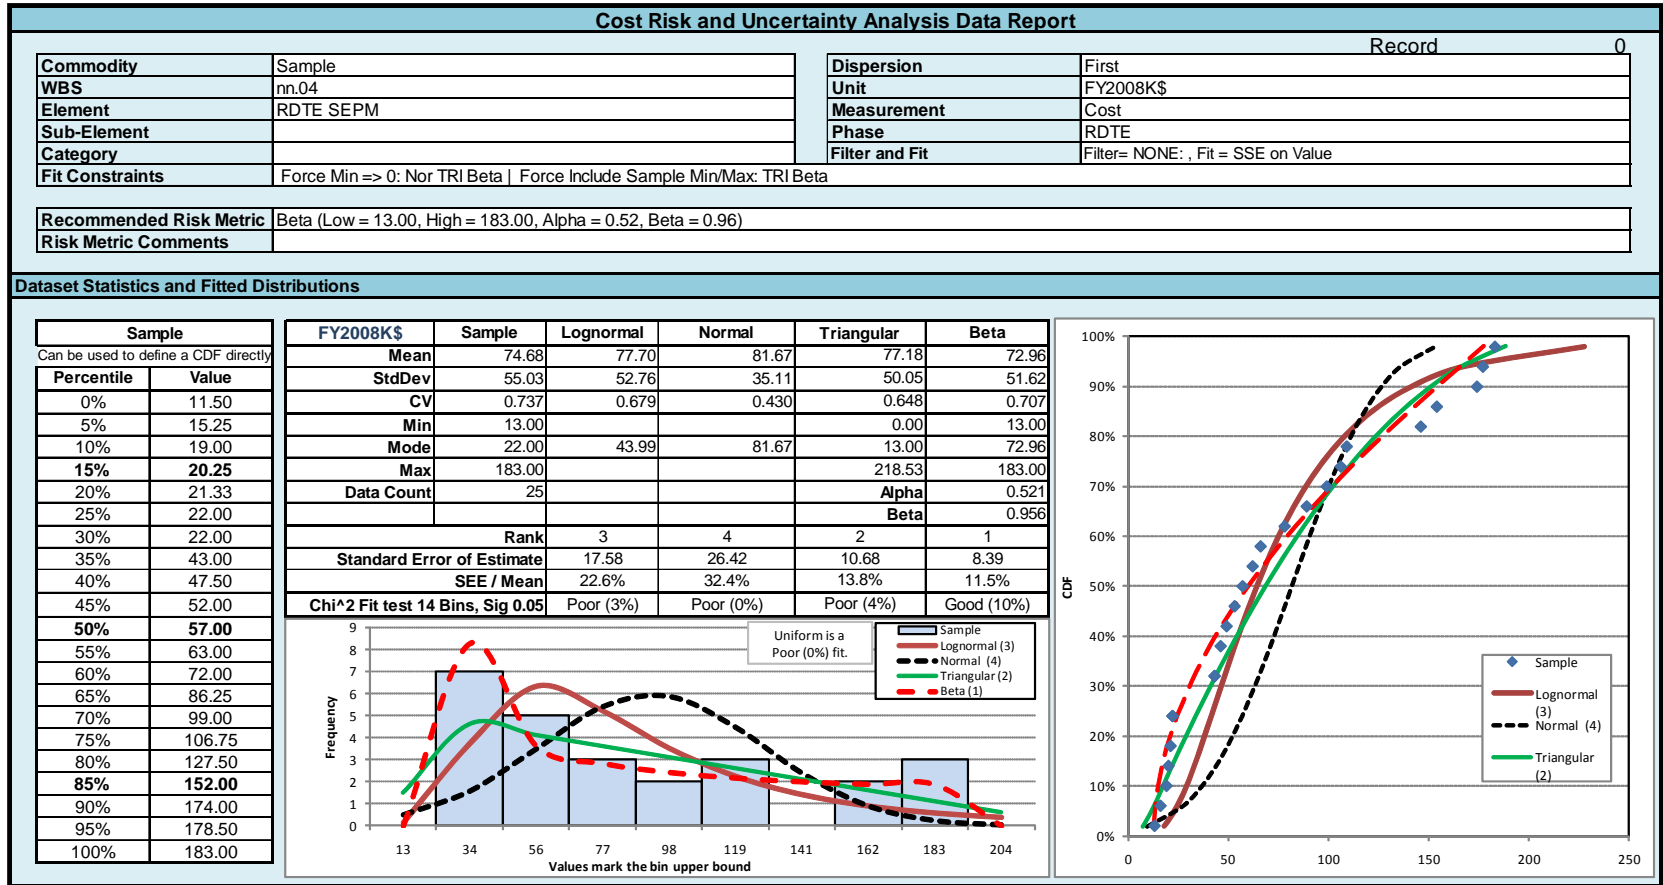 Cost Risk and Uncertainty Analysis Data Report
Record 0
Commodity Sample Dispersion First
WBS nn.04 Unit FY2008K$
Element RDTE SEPM Measurement Cost
Sub-Element Phase RDTE
Category Filter and Fit Filter= NONE: , Fit = SSE on Value
Fit Constraints Force Min => 0: Nor TRI Beta | Force Include Sample Min/Max: TRI Beta
Recommended Risk Metric Beta (Low = 13.00, High = 183.00, Alpha = 0.52, Beta = 0.96)
Risk Metric Comments
Dataset Statistics and Fitted Distributions
Sample
Can be used to define a CDF directly
Percentile Value
0% 11.50
5% 15.25
10% 19.00
15% 20.25
20% 21.33
25% 22.00
30% 22.00
35% 43.00
40% 47.50
45% 52.00
50% 57.00
55% 63.00
60% 72.00
65% 86.25
70% 99.00
75% 106.75
80% 127.50
85% 152.00
90% 174.00
95% 178.50
100% 183.00
FY2008K$ Sample Lognormal Normal Triangular Beta
Mean 74.68 77.70 81.67 77.18 72.96
StdDev 55.03 52.76 35.11 50.05 51.62
CV 0.737 0.679 0.430 0.648 0.707
Min 13.00 0.00 13.00
Mode 22.00 43.99 81.67 13.00 72.96
Max 183.00 218.53 183.00
Data Count 25 Alpha 0.521
Beta 0.956
Rank 3 4 2 1
Standard Error of Estimate 17.58 26.42 10.68 8.39
SEE / Mean 22.6% 32.4% 13.8% 11.5%
Chi^2 Fit test 14 Bins, Sig 0.05 Poor (3%) Poor (0%) Poor (4%) Good (10%)
Uniform is a
Poor (0%) fit.
Sample
Lognormal (3)
Normal (4)
Triangular (2)
Beta (1)
Frequency
9
8
7
6
5
4
3
2
1
0
13 34 56 77 98 119 141 162 183 204
Values mark the bin upper bound
CDF
100%
90%
80%
70%
60%
50%
40%
30%
20%
10%
0%
0 50 100 150 200 250
Sample
Lognormal
(3)
Normal (4)
Triangular
(2)